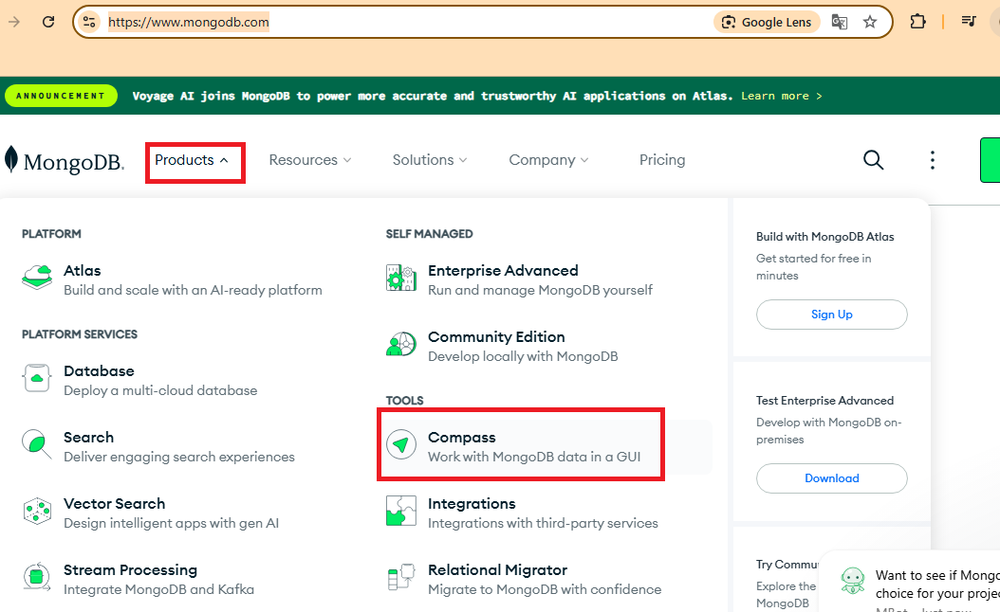 https://www.mongodb.com
Google Lens
ANNOUNCEMENT
Voyage AI joins MongoDB to power more accurate and trustworthy AI applications on Atlas. Learn more >
MongoDB.
Products
Resources
Solutions
Company
Pricing
PLATFORM
Atlas
Build and scale with an AI-ready platform
PLATFORM SERVICES
Database
Deploy a multi-cloud database
Search
Deliver engaging search experiences
Vector Search
Design intelligent apps with gen AI
Stream Processing
Integrate MongoDB and Kafka
SELF MANAGED
Enterprise Advanced
Run and manage MongoDB yourself
Community Edition
Develop locally with MongoDB
TOOLS
Compass
Work with MongoDB data in a GUI
Integrations
Integrations with third-party services
Relational Migrator
Migrate to MongoDB with confidence
Build with MongoDB Atlas
Get started for free in
minutes
Sign Up
Test Enterprise Advanced
Develop with MongoDB on-
premises
Download
Try Commu
Explore the
MongoDB
Want to see if Mongo
choice for your proje